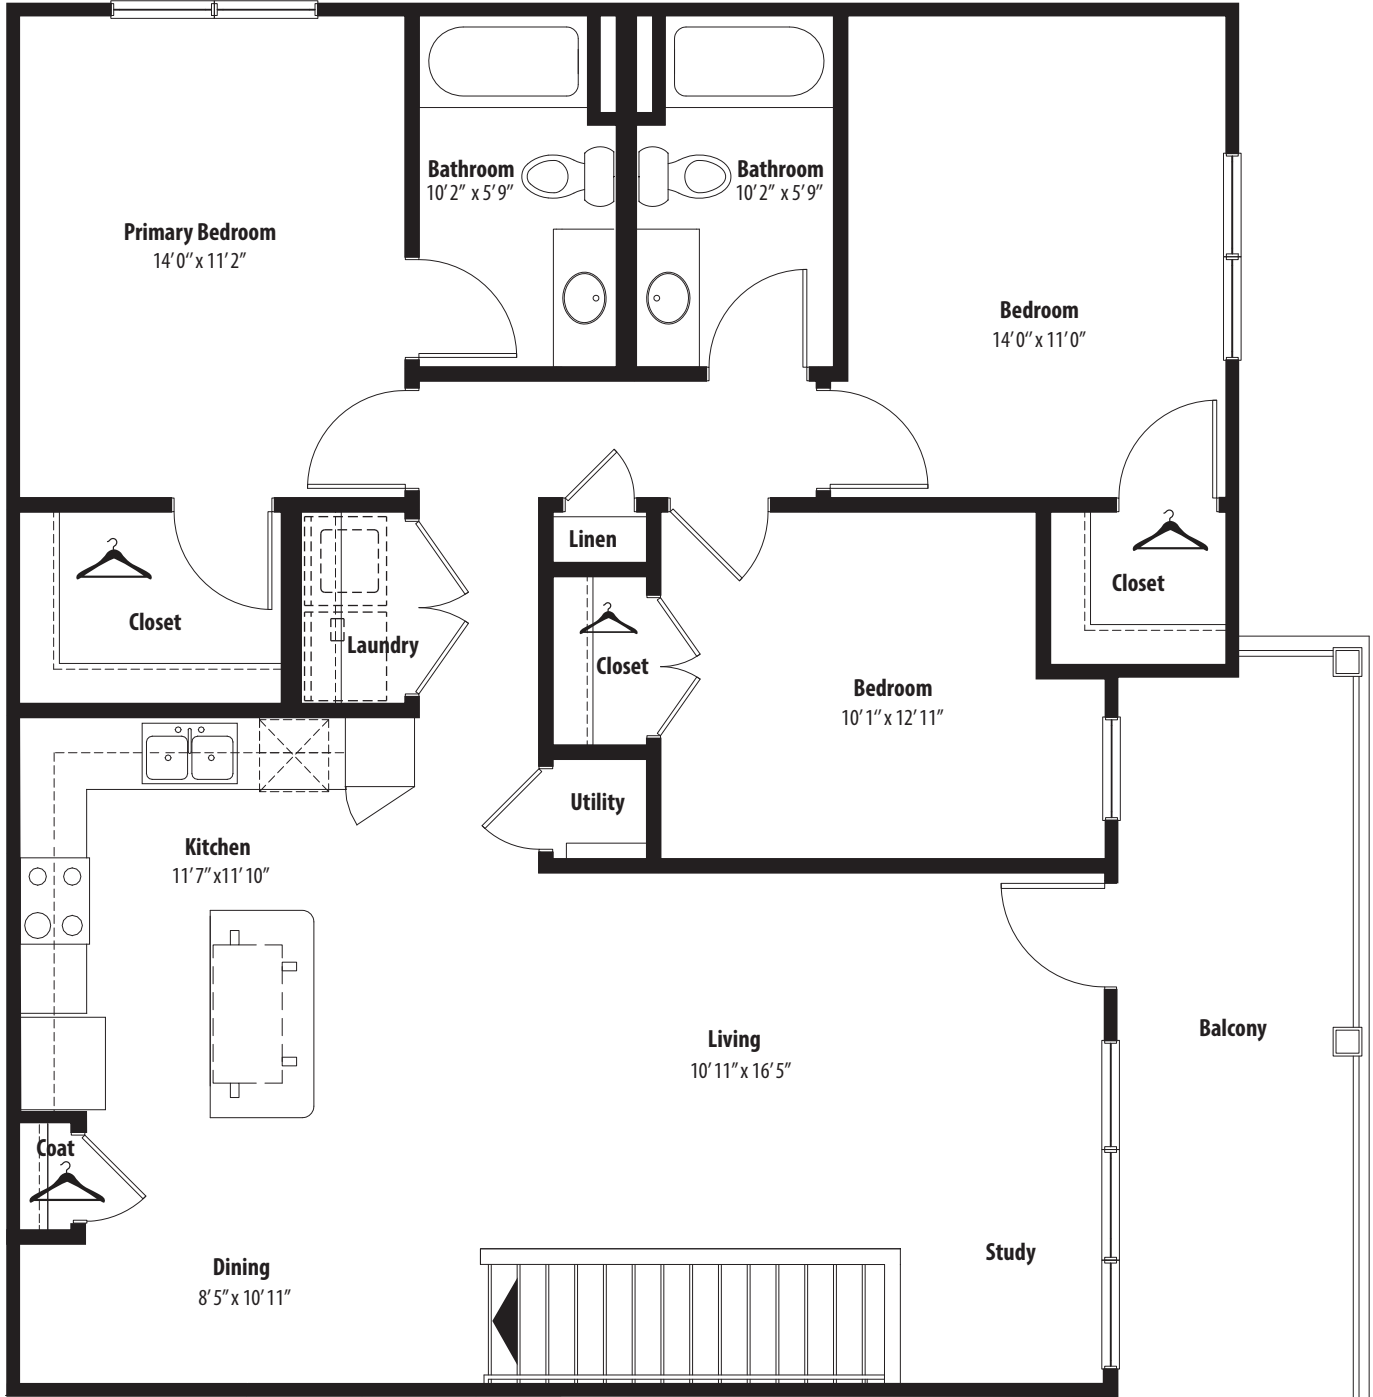 Bathroom
10’2” x 5’9”
Bathroom
10’2” x 5’9”
Primary Bedroom
14’0’’ x 11’2”
Bedroom
14’0’’ x 11’0”
Linen
Closet
Closet
Laundry
Closet
Bedroom
10’1’’ x 12’11”
Utility
Kitchen
11’7” x11’10”
Living
10’11” x 16’5”
Balcony
Coat
Study
Dining
8’5” x 10’11”